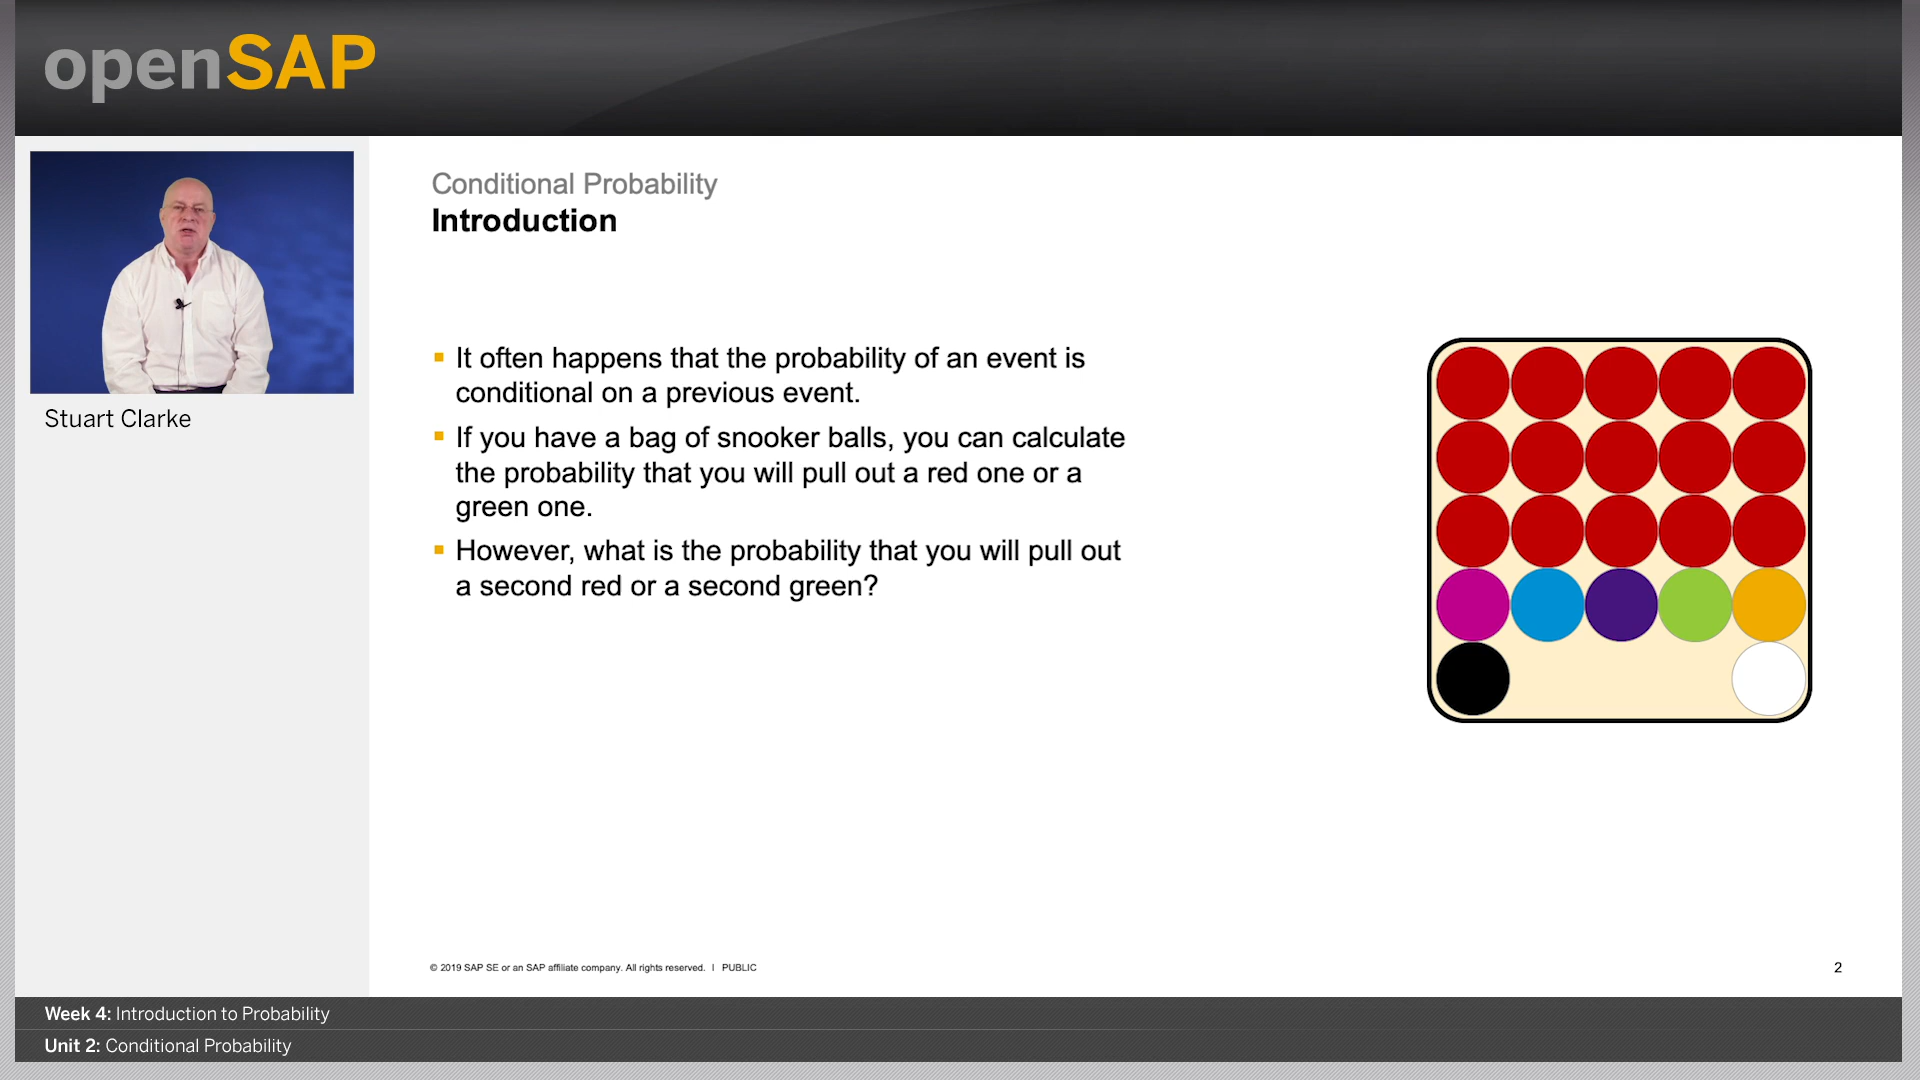 openSAP
Stuart Clarke
Conditional Probability
Introduction
▪ It often happens that the probability of an event is
conditional on a previous event.
▪ If you have a bag of snooker balls, you can calculate
the probability that you will pull out a red one or a
green one.
▪ However, what is the probability that you will pull out
a second red or a second green?
© 2019 SAP SE or an SAP affiliate company. All rights reserved. I PUBLIC
2
Week 4: Introduction to Probability
Unit 2: Conditional Probability